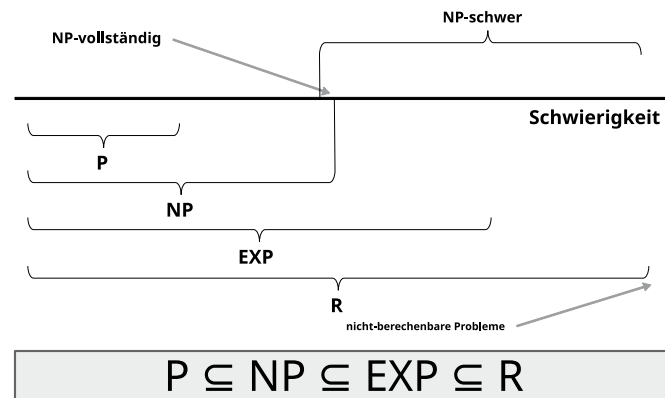 NP-schwer
NP-vollständig
Schwierigkeit
P
NP
EXP
R
nicht-berechenbare Probleme
P ⊆ NP ⊆ EXP ⊆ R